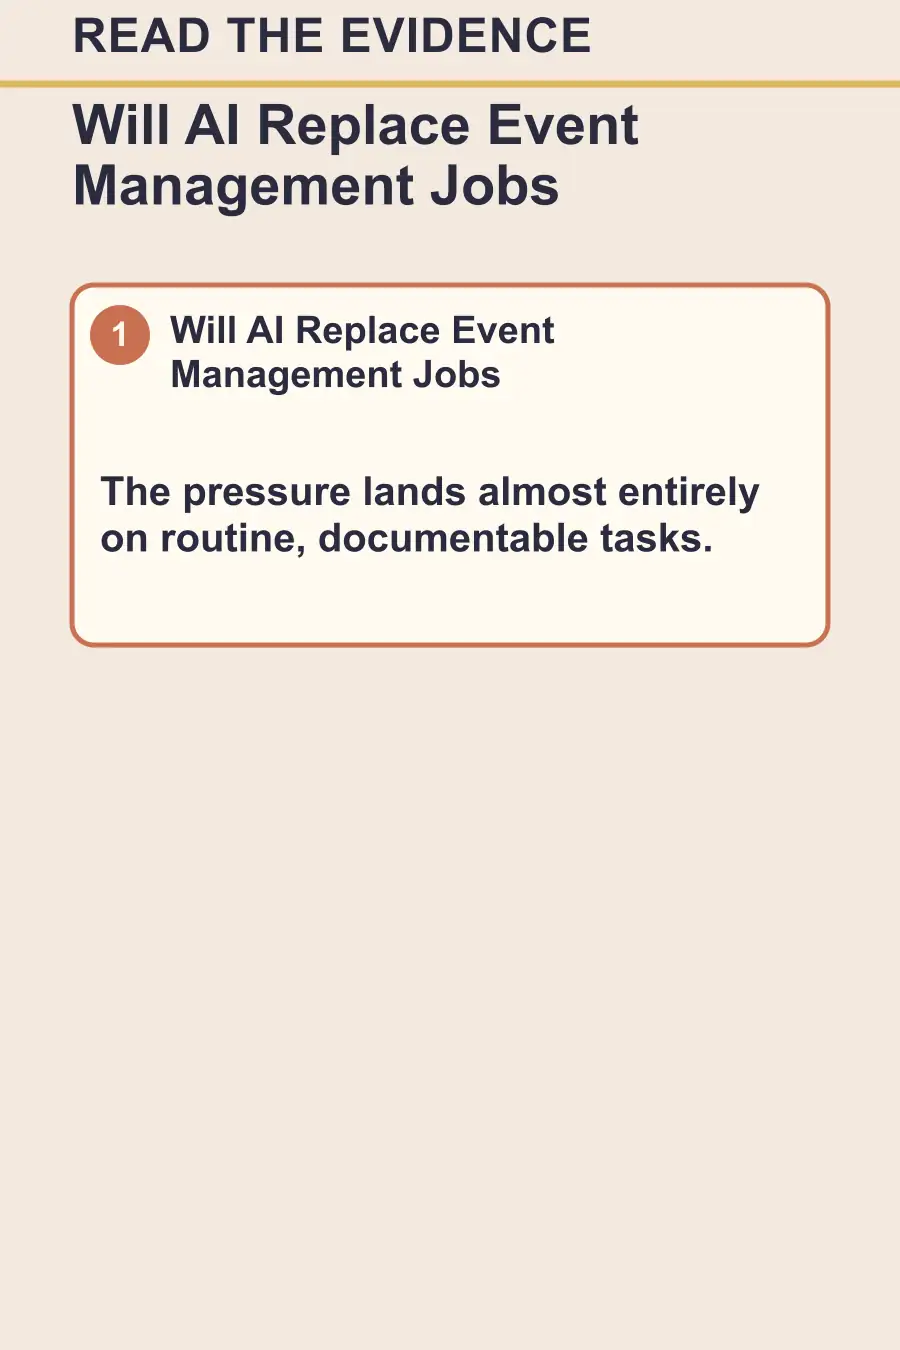 READ THE EVIDENCE
Will AI Replace Event
Management Jobs
1
Will AI Replace Event
Management Jobs
The pressure lands almost entirely
on routine, documentable tasks.